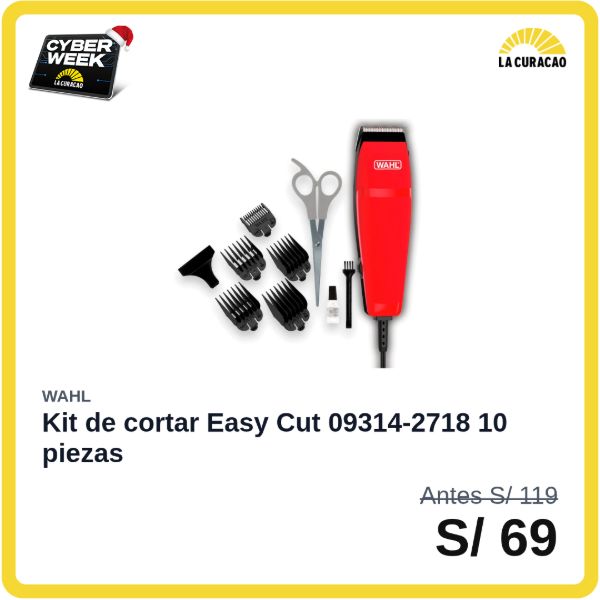 CYBER
WEEK
LA CURACAO
LA CURACAO
WAHL
WAHL
Kit de cortar Easy Cut 09314-2718 10
piezas
Antes S/ 119
S/ 69